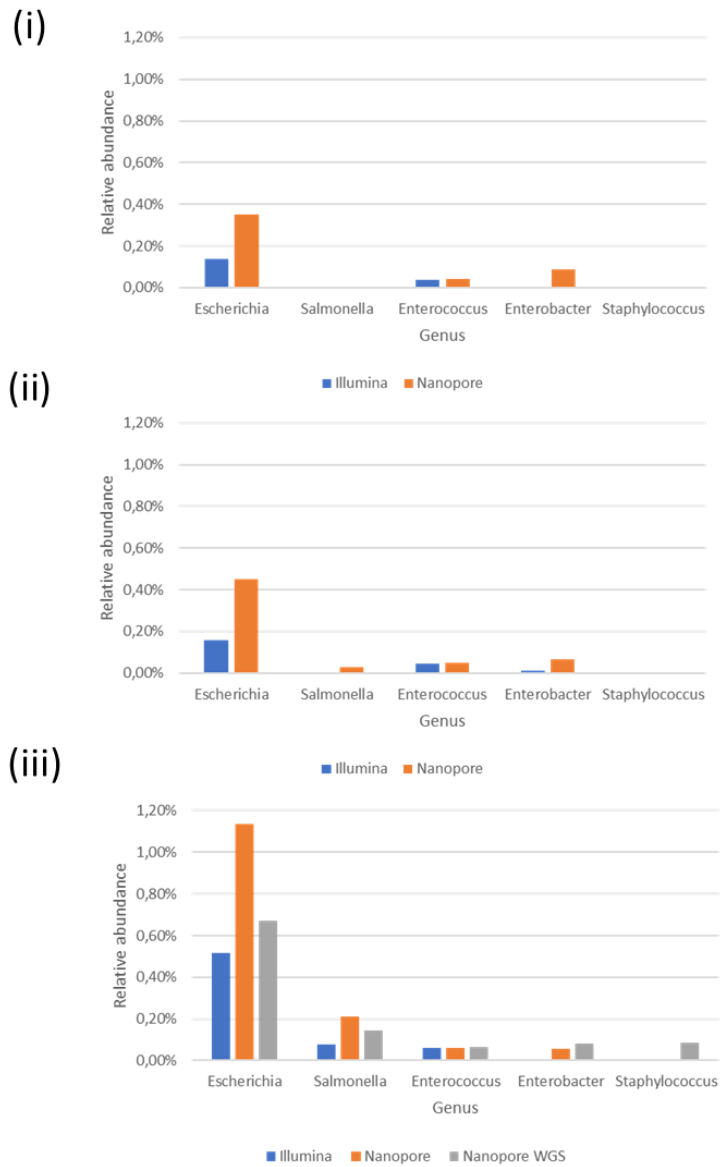 (i)
1,20%
1,00%
0,80%
0,60%
0,40%
0,20%
0,00%
Relative abundance
Escherichia Salmonella Enterococcus Enterobacter Staphylococcus
Genus
Illumina Nanopore
(ii)
1,20%
1,00%
0,80%
0,60%
0,40%
0,20%
0,00%
Relative abundance
Escherichia Salmonella Enterococcus Enterobacter Staphylococcus
Genus
Illumina Nanopore
(iii)
1,20%
1,00%
0,80%
0,60%
0,40%
0,20%
0,00%
Relative abundance
Escherichia Salmonella Enterococcus Enterobacter Staphylococcus
Genus
Illumina Nanopore Nanopore WGS